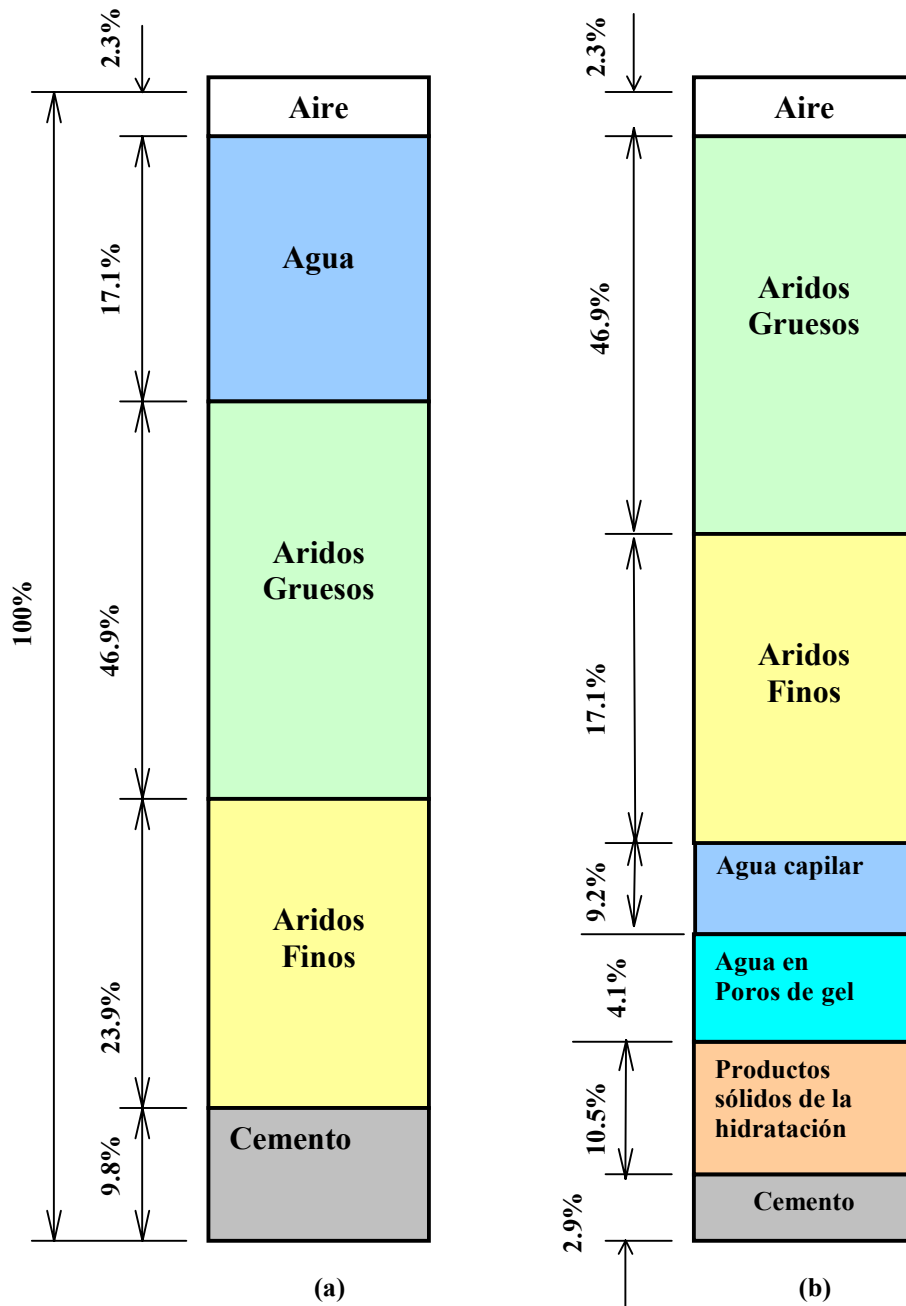 2.3%
Aire
17.1%
Agua
100%
46.9%
Aridos
Gruesos
23.9%
Aridos
Finos
9.8%
Cemento
(a)
2.3%
Aire
46.9%
Aridos
Gruesos
17.1%
Aridos
Finos
9.2%
Agua capilar
4.1%
Agua en
Poros de gel
10.5%
Productos
sólidos de la
hidratación
2.9%
Cemento
(b)